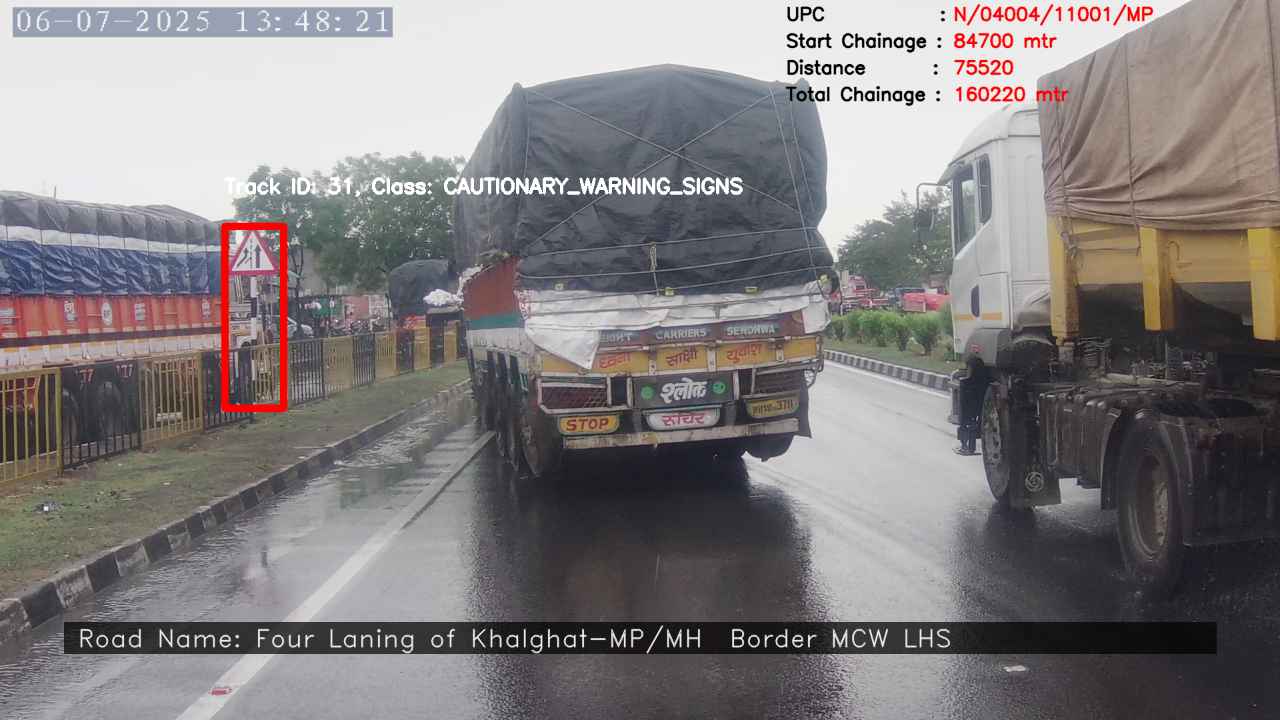 06-07-2025 13:48:21
UPC : N/04004/11001/MP
Start Chainage : 84700 mtr
Distance : 75520
Total Chainage : 160220 mtr
Track ID: 31, Class: CAUTIONARY_WARNING_SIGNS
CARRIERS SENDHWA
साक्षी युवराज
श्लोक
STOP
Road Name: Four Laning of Khalghat-MP/MH Border MCW LHS